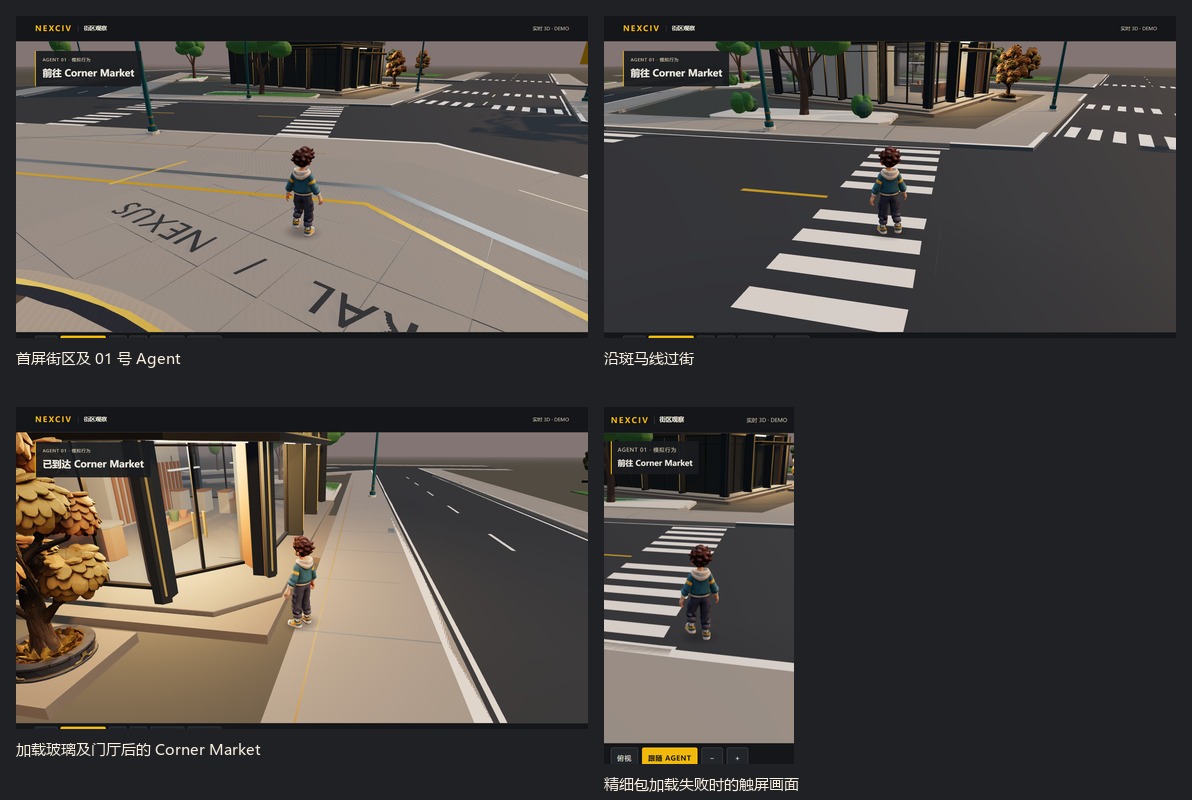 NEXCIV 街区观察 实时 3D · DEMO
AGENT 01 · 模拟行为
前往 Corner Market
NEXUS / RAL
首屏街区及 01 号 Agent
NEXCIV 街区观察 实时 3D · DEMO
AGENT 01 · 模拟行为
前往 Corner Market
沿斑马线过街
NEXCIV 街区观察 实时 3D · DEMO
AGENT 01 · 模拟行为
已到达 Corner Market
加载玻璃及门厅后的 Corner Market
NEXCIV 街区观察 实时 3D · DEMO
AGENT 01 · 模拟行为
前往 Corner Market
俯视 跟随 AGENT − +
精细包加载失败时的触屏画面